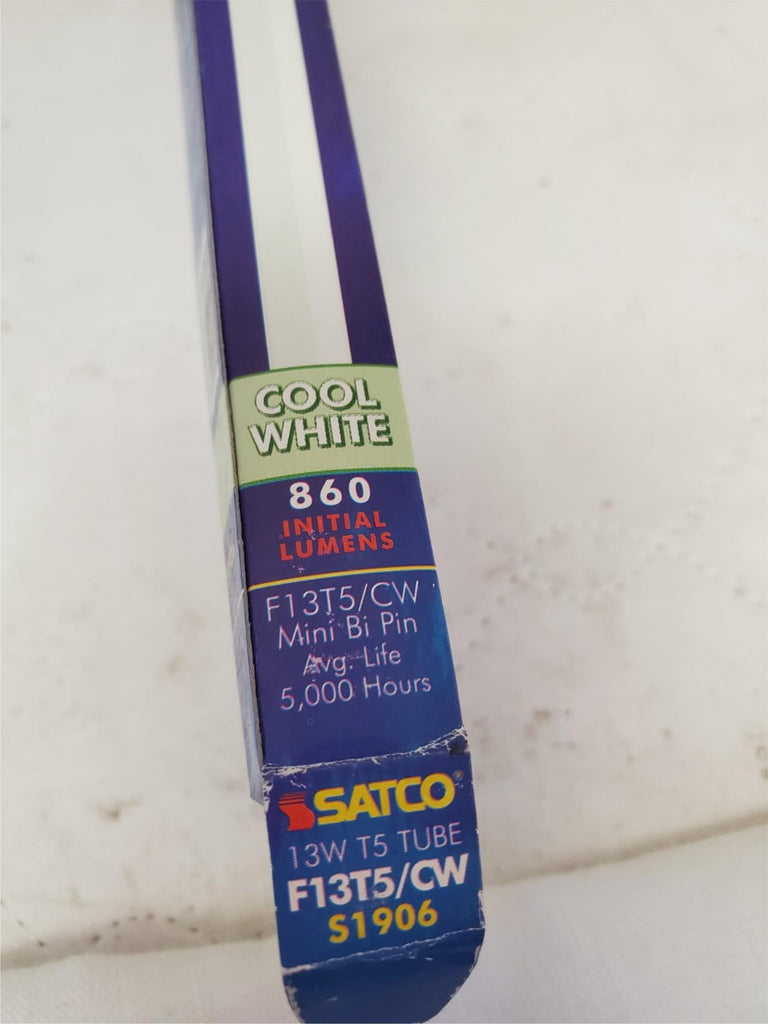 COOL
WHITE
860
INITIAL
LUMENS
F13T5/CW
Mini Bi Pin
Avg. Life
5,000 Hours
SATCO®
13W T5 TUBE
F13T5/CW
S1906